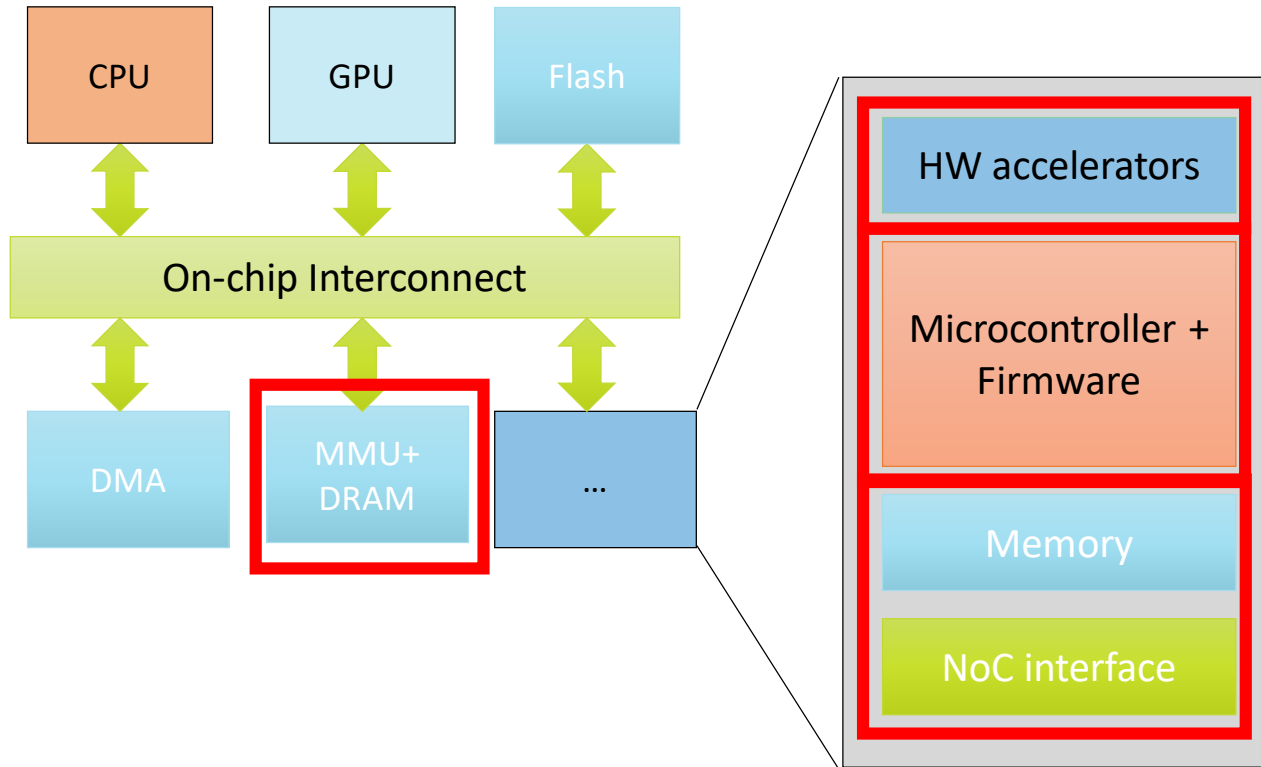 CPU
GPU
Flash
On-chip Interconnect
DMA
MMU+
DRAM
...
HW accelerators
Microcontroller +
Firmware
Memory
NoC interface